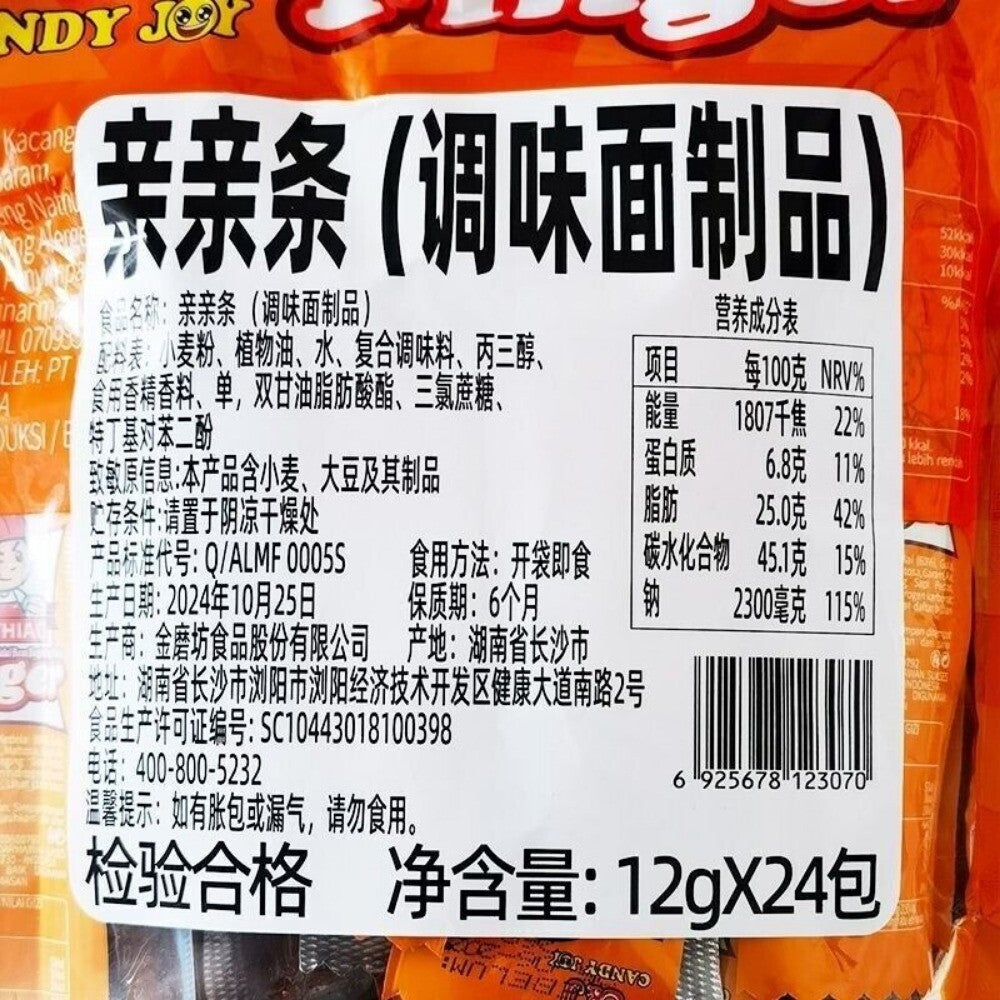 NDY JOY
亲亲条(调味面制品)
食品名称: 亲亲条 (调味面制品)
配料表: 小麦粉、植物油、水、复合调味料、丙三醇、
食用香精香料、单，双甘油脂肪酸酯、三氯蔗糖、
特丁基对苯二酚
致敏原信息:本产品含小麦、大豆及其制品
贮存条件:请置于阴凉干燥处
产品标准代号: Q/ALMF 0005S 食用方法: 开袋即食
生产日期: 2024年10月25日 保质期: 6个月
生产商: 金磨坊食品股份有限公司 产地: 湖南省长沙市
地址: 湖南省长沙市浏阳市浏阳经济技术开发区健康大道南路2号
食品生产许可证编号: SC10443018100398
电话: 400-800-5232
温馨提示: 如有胀包或漏气，请勿食用。
检验合格 净含量: 12gX24包
营养成分表
项目 每100克 NRV%
能量 1807千焦 22%
蛋白质 6.8克 11%
脂肪 25.0克 42%
碳水化合物 45.1克 15%
钠 2300毫克 115%
6 925678 123070
Kacang
LEH: PT
CANDY JOY